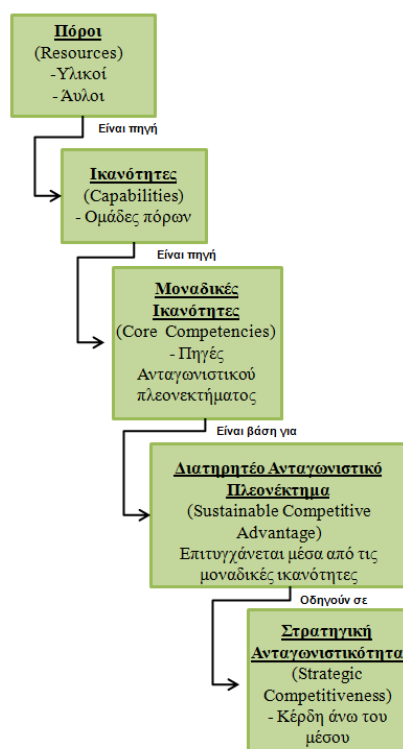 Πόροι
(Resources)
-Υλικοί
-Άυλοι
Είναι πηγή
Ικανότητες
(Capabilities)
- Ομάδες πόρων
Είναι πηγή
Μοναδικές
Ικανότητες
(Core Competencies)
- Πηγές
Ανταγωνιστικού
πλεονεκτήματος
Είναι βάση για
Διατηρητέο Ανταγωνιστικό
Πλεονέκτημα
(Sustainable Competitive
Advantage)
Επιτυγχάνεται μέσα από τις
μοναδικές ικανότητες
Οδηγούν σε
Στρατηγική
Ανταγωνιστικότητα
(Strategic
Competitiveness)
- Κέρδη άνω του
μέσου